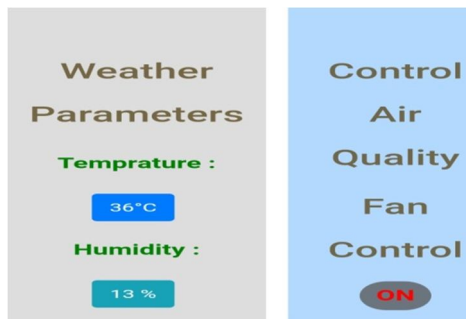 Weather
Parameters
Temprature :
36°C
Humidity :
13 %
Control
Air
Quality
Fan
Control
ON